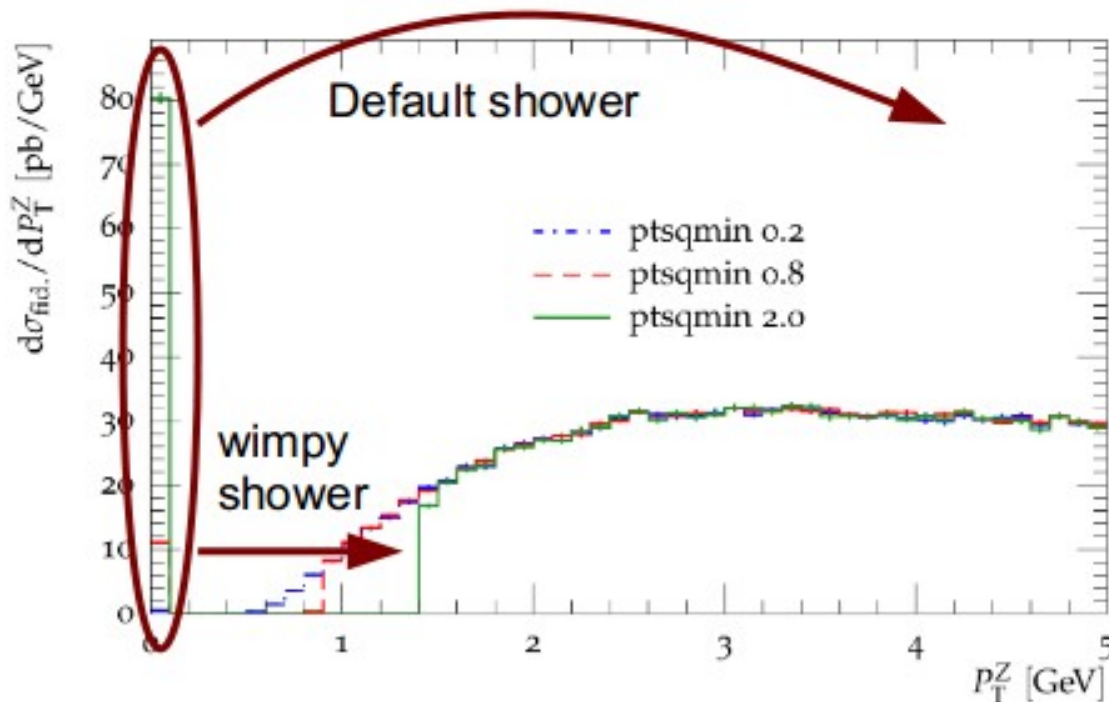 dσfid./dP_T^Z [pb/GeV]
80
70
60
50
40
30
20
10
0
Default shower
ptsqmin 0.2
ptsqmin 0.8
ptsqmin 2.0
wimpy
shower
0 1 2 3 4 5
P_T^Z [GeV]